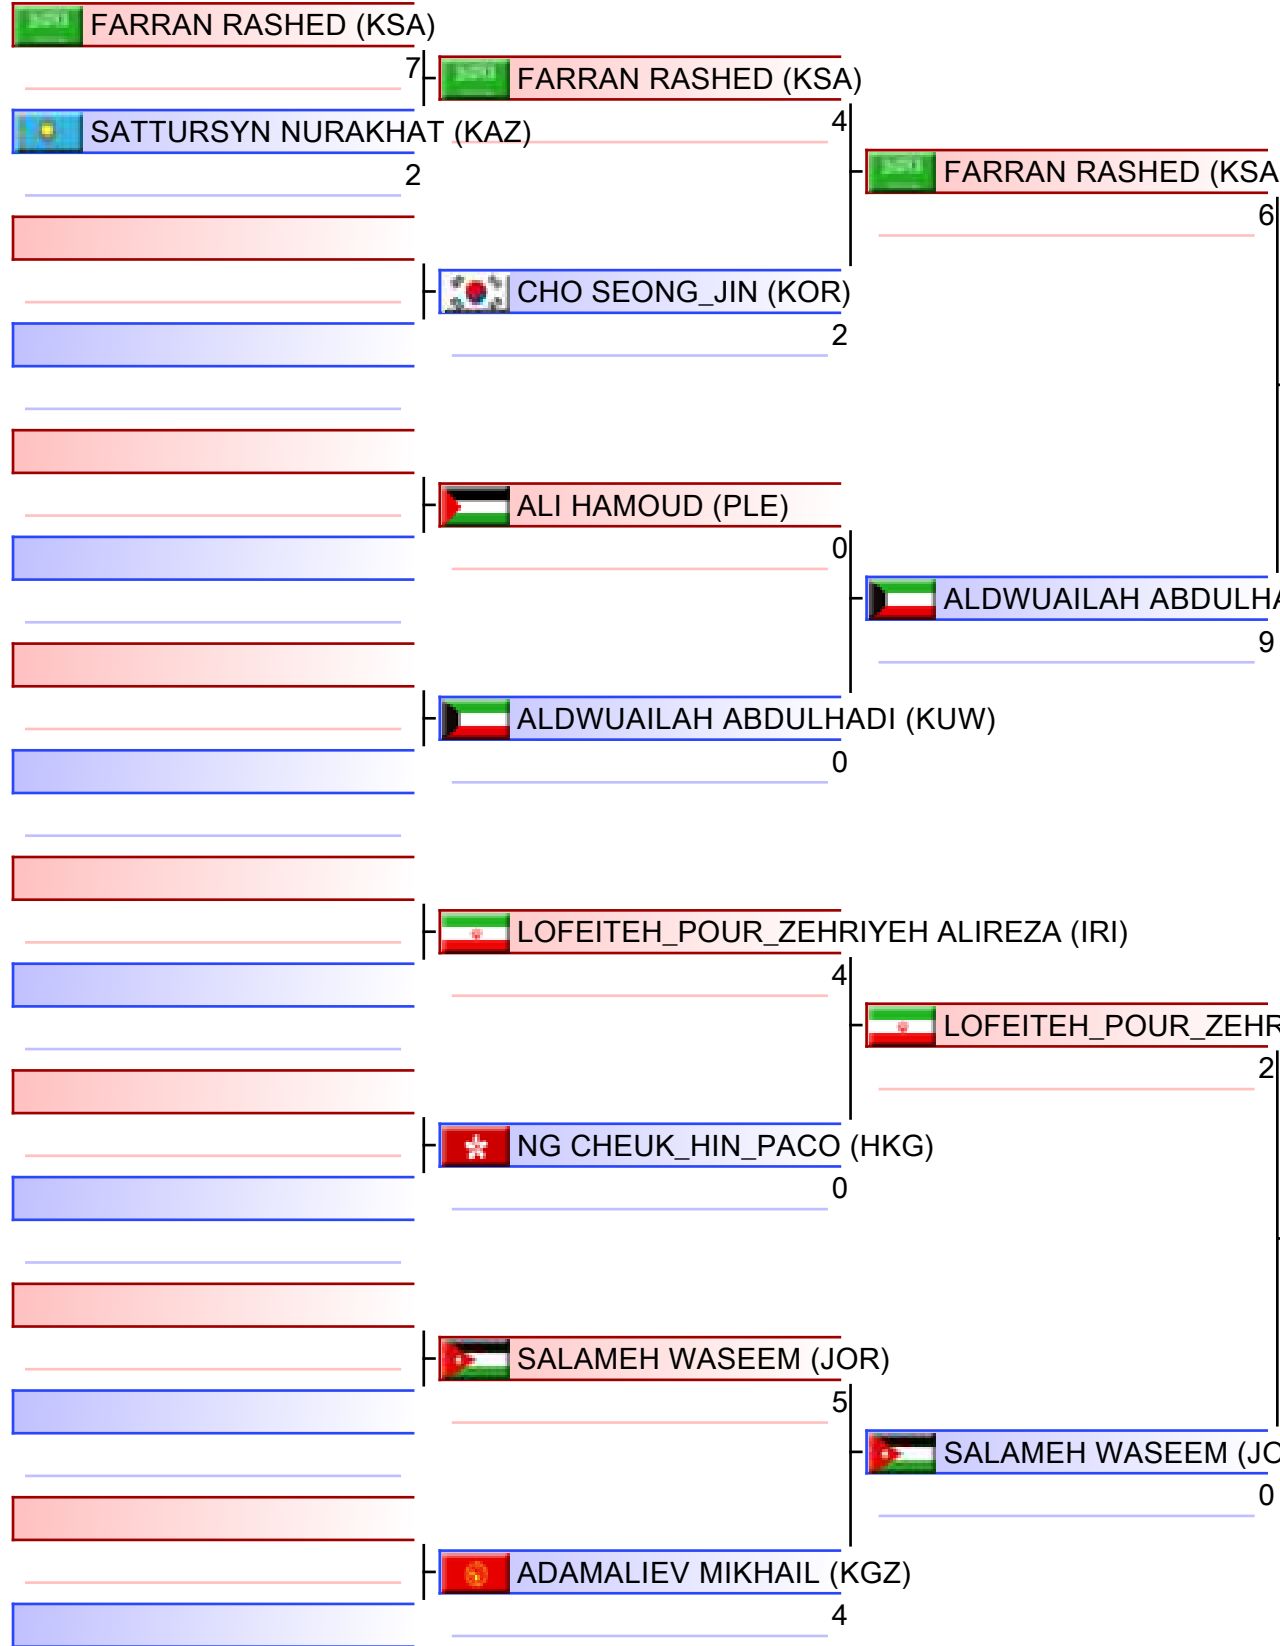 FARRAN RASHED (KSA)
7
SATTURSYN NURAKHAT (KAZ)
2
FARRAN RASHED (KSA)
4
CHO SEONG_JIN (KOR)
2
ALI HAMOUD (PLE)
0
ALDWUAILAH ABDULHADI (KUW)
0
LOFEITEH_POUR_ZEHRIYEH ALIREZA (IRI)
4
NG CHEUK_HIN_PACO (HKG)
0
SALAMEH WASEEM (JOR)
5
ADAMALIEV MIKHAIL (KGZ)
4
FARRAN RASHED (KSA
6
ALDWUAILAH ABDULHA
9
LOFEITEH_POUR_ZEHR
2
SALAMEH WASEEM (JO
0